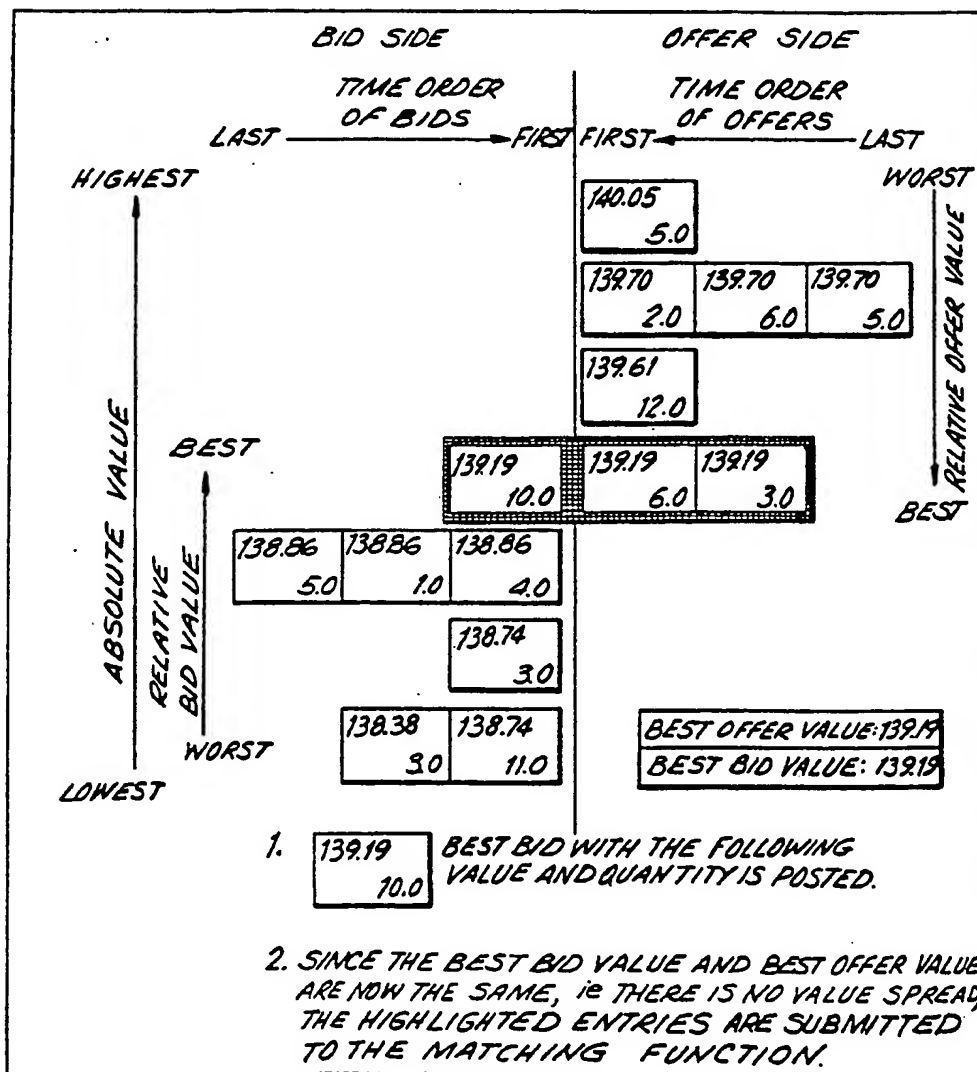 BID SIDE OFFER SIDE
TIME ORDER OF BIDS
TIME ORDER OF OFFERS
LAST FIRST FIRST LAST
HIGHEST
WORST
140.05
5.0
139.70 139.70 139.70
2.0 6.0 5.0
139.61
12.0
RELATIVE OFFER VALUE
BEST
139.19 139.19 139.19
10.0 6.0 3.0
BEST
ABSOLUTE VALUE
RELATIVE BID VALUE
138.86 138.86 138.86
5.0 1.0 4.0
138.74
3.0
138.38 138.74
9.0 11.0
WORST
LOWEST
BEST OFFER VALUE: 139.19
BEST BID VALUE: 139.19
1. 139.19 10.0 BEST BID WITH THE FOLLOWING
VALUE AND QUANTITY IS POSTED.
2. SINCE THE BEST BID VALUE AND BEST OFFER VALUE
ARE NOW THE SAME, ie THERE IS NO VALUE SPREAD,
THE HIGHLIGHTED ENTRIES ARE SUBMITTED
TO THE MATCHING FUNCTION.